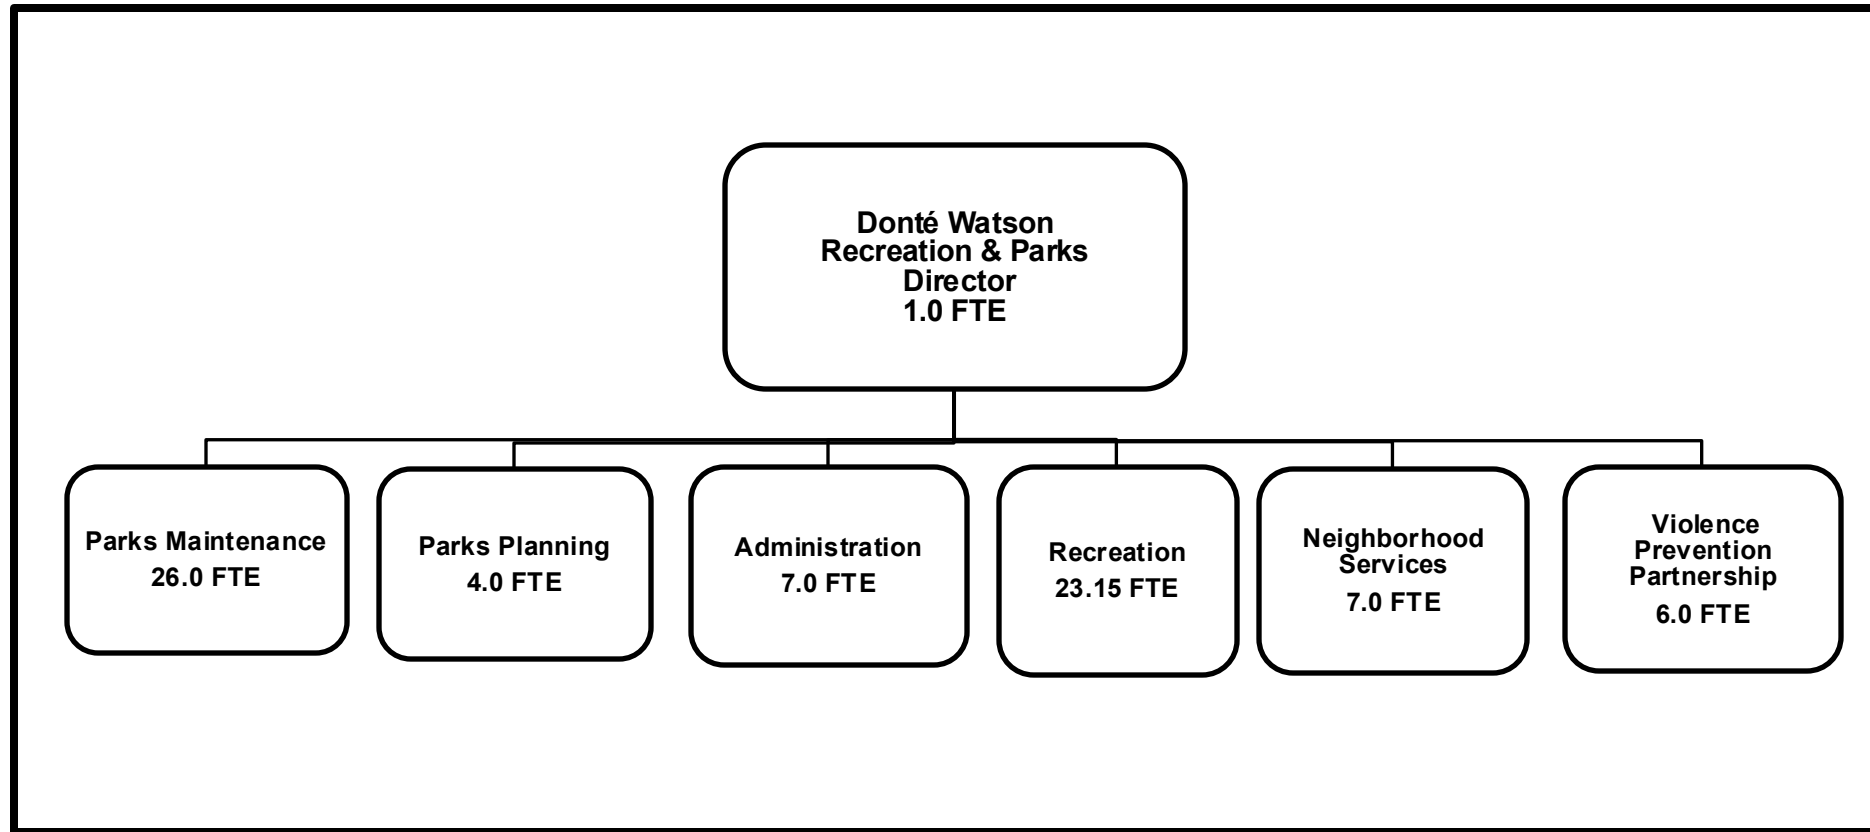 Donté Watson
Recreation & Parks
Director
1.0 FTE
Parks Maintenance
26.0 FTE
Parks Planning
4.0 FTE
Administration
7.0 FTE
Recreation
23.15 FTE
Neighborhood
Services
7.0 FTE
Violence
Prevention
Partnership
6.0 FTE